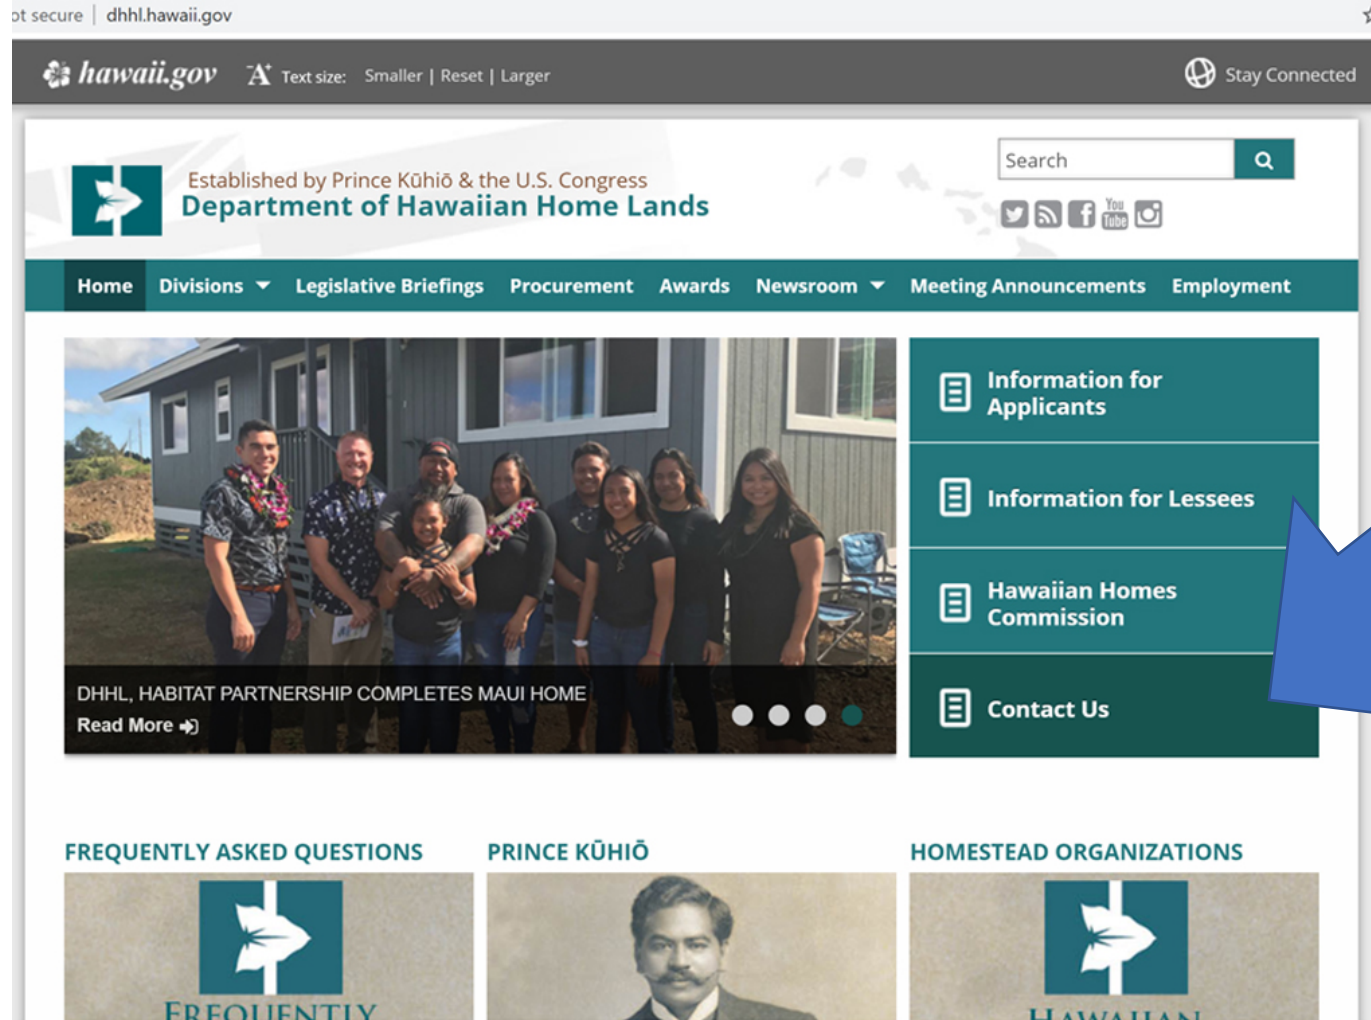 ot secure | dhhl.hawaii.gov
hawaii.gov Text size: Smaller | Reset | Larger
Stay Connected
Established by Prince Kūhiō & the U.S. Congress
Department of Hawaiian Home Lands
Search
You
Tube
Home Divisions Legislative Briefings Procurement Awards Newsroom Meeting Announcements Employment
DHHL, HABITAT PARTNERSHIP COMPLETES MAUI HOME
Read More
Information for
Applicants
Information for Lessees
Hawaiian Homes
Commission
Contact Us
FREQUENTLY ASKED QUESTIONS
PRINCE KŪHIŌ
HOMESTEAD ORGANIZATIONS
FREQUENTLY
HAWAIIAN